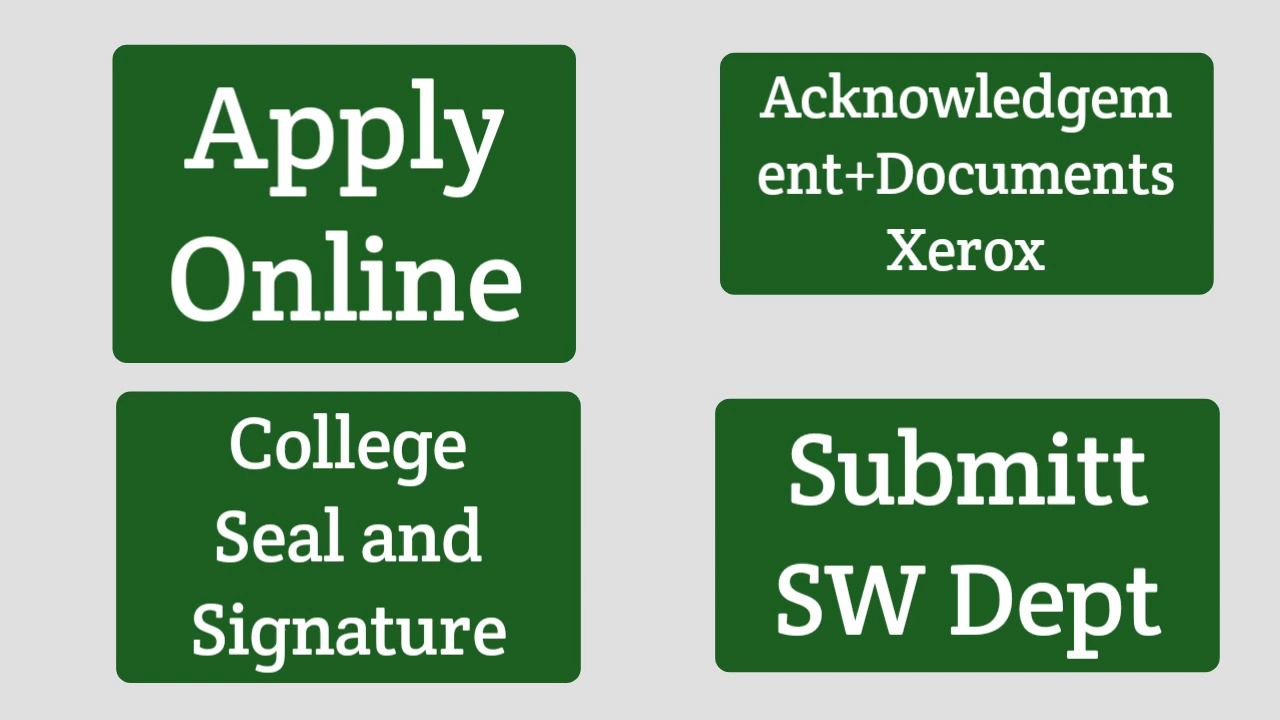 Apply
Online
Acknowledgem
ent+Documents
Xerox
College
Seal and
Signature
Submitt
SW Dept